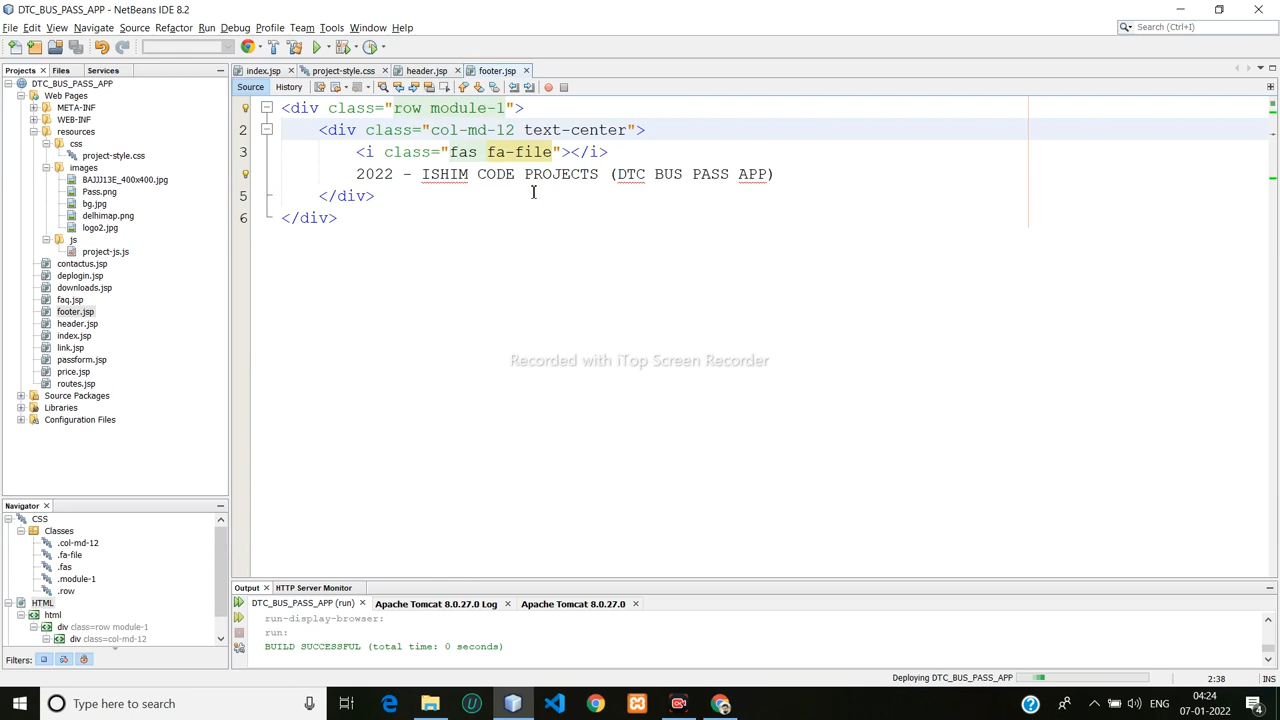 DTC_BUS_PASS_APP - NetBeans IDE 8.2
File Edit View Navigate Source Refactor Run Debug Profile Team Tools Window Help
Search (Ctrl+I)
Projects Files Services
index.jsp project-style.css header.jsp footer.jsp
Source History
DTC_BUS_PASS_APP
Web Pages
META-INF
WEB-INF
resources
css
project-style.css
images
BAJJJ13E_400x400.jpg
Pass.png
bg.jpg
delhimap.png
logo2.jpg
js
project-js.js
contactus.jsp
deplogin.jsp
downloads.jsp
faq.jsp
footer.jsp
header.jsp
index.jsp
link.jsp
passform.jsp
price.jsp
routes.jsp
Source Packages
Libraries
Configuration Files
<div class="row module-1">
2 <div class="col-md-12 text-center">
3 <i class="fas fa-file"></i>
2022 - ISHIM CODE PROJECTS (DTC BUS PASS APP)
5 </div>
6 </div>
Recorded with iTop Screen Recorder
Navigator
CSS
Classes
.col-md-12
.fa-file
.fas
.module-1
.row
HTML
html
div class=row module-1
div class=col-md-12
Filters:
Output HTTP Server Monitor
DTC_BUS_PASS_APP (run) Apache Tomcat 8.0.27.0 Log Apache Tomcat 8.0.27.0
run-display-browser:
run:
BUILD SUCCESSFUL (total time: 0 seconds)
Deploying DTC_BUS_PASS_APP
2:38
INS
Type here to search
ENG
04:24
07-01-2022
4